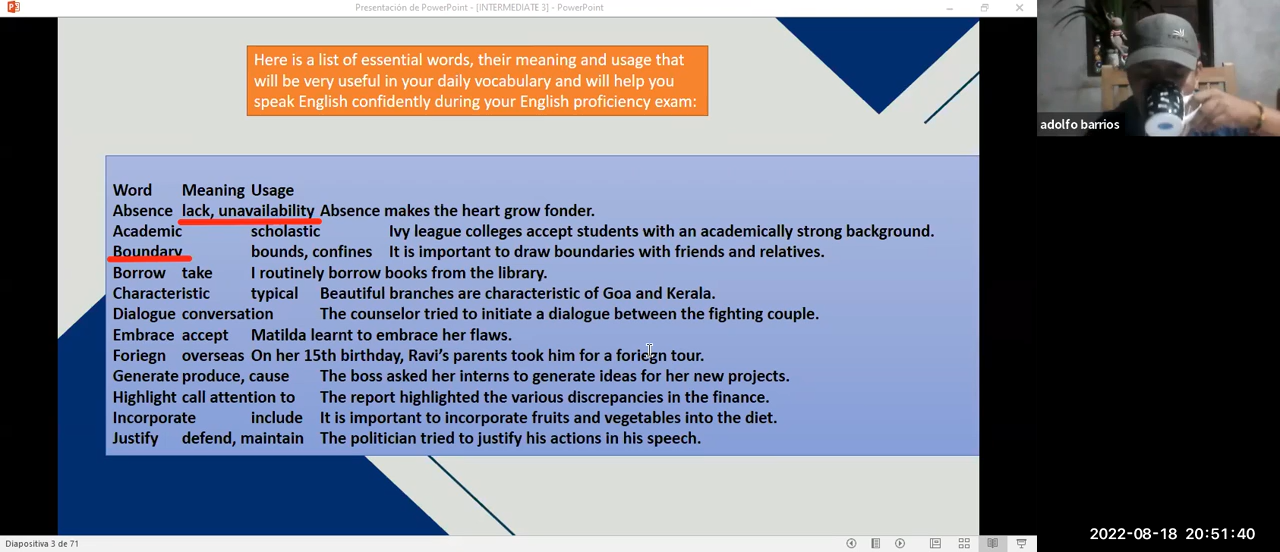 Presentación de PowerPoint - [INTERMEDIATE 3] - PowerPoint
Here is a list of essential words, their meaning and usage that
will be very useful in your daily vocabulary and will help you
speak English confidently during your English proficiency exam:
adolfo barrios
Word Meaning Usage
Absence lack, unavailability Absence makes the heart grow fonder.
Academic scholastic Ivy league colleges accept students with an academically strong background.
Boundary bounds, confines It is important to draw boundaries with friends and relatives.
Borrow take I routinely borrow books from the library.
Characteristic typical Beautiful branches are characteristic of Goa and Kerala.
Dialogue conversation The counselor tried to initiate a dialogue between the fighting couple.
Embrace accept Matilda learnt to embrace her flaws.
Foriegn overseas On her 15th birthday, Ravi's parents took him for a foriegn tour.
Generate produce, cause The boss asked her interns to generate ideas for her new projects.
Highlight call attention to The report highlighted the various discrepancies in the finance.
Incorporate include It is important to incorporate fruits and vegetables into the diet.
Justify defend, maintain The politician tried to justify his actions in his speech.
Diapositiva 3 de 71
2022-08-18 20:51:40